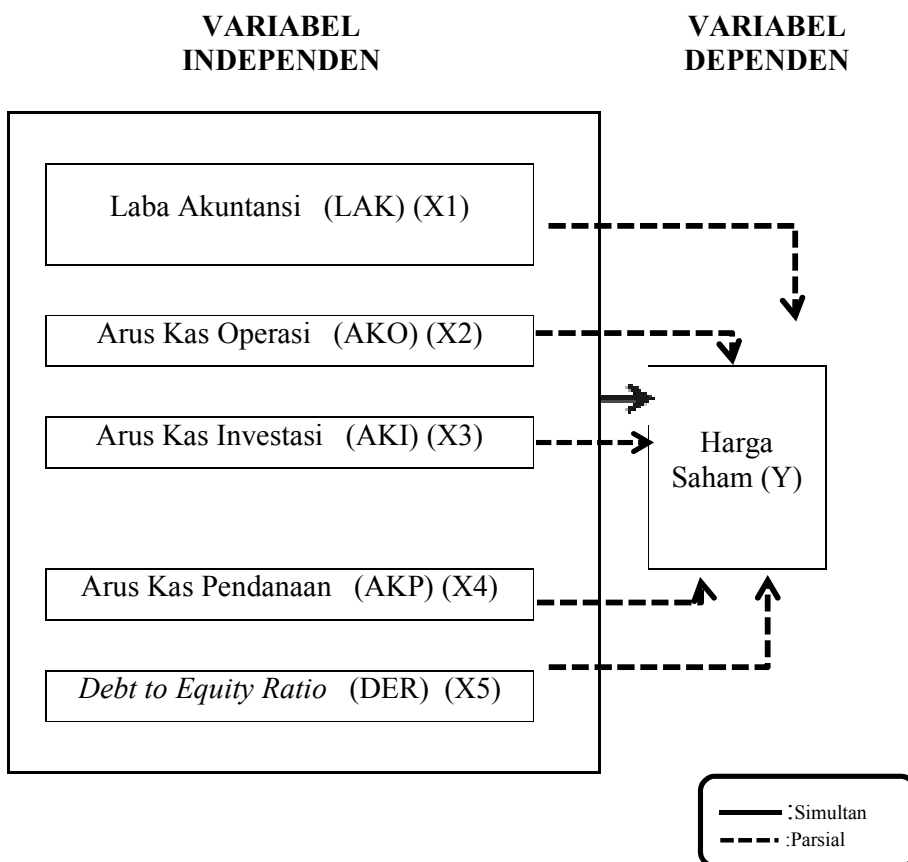 VARIABEL
INDEPENDEN
VARIABEL
DEPENDEN
Laba Akuntansi (LAK) (X1)
Arus Kas Operasi (AKO) (X2)
Arus Kas Investasi (AKI) (X3)
Harga
Saham (Y)
Arus Kas Pendanaan (AKP) (X4)
Debt to Equity Ratio (DER) (X5)
:Simultan
:Parsial